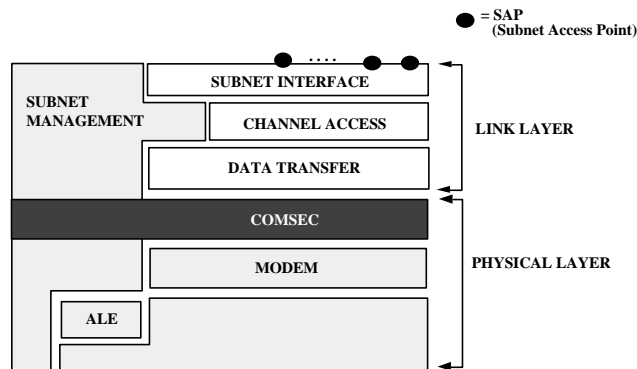 = SAP
(Subnet Access Point)
....
SUBNET INTERFACE
SUBNET
MANAGEMENT
CHANNEL ACCESS
LINK LAYER
DATA TRANSFER
COMSEC
MODEM
PHYSICAL LAYER
ALE